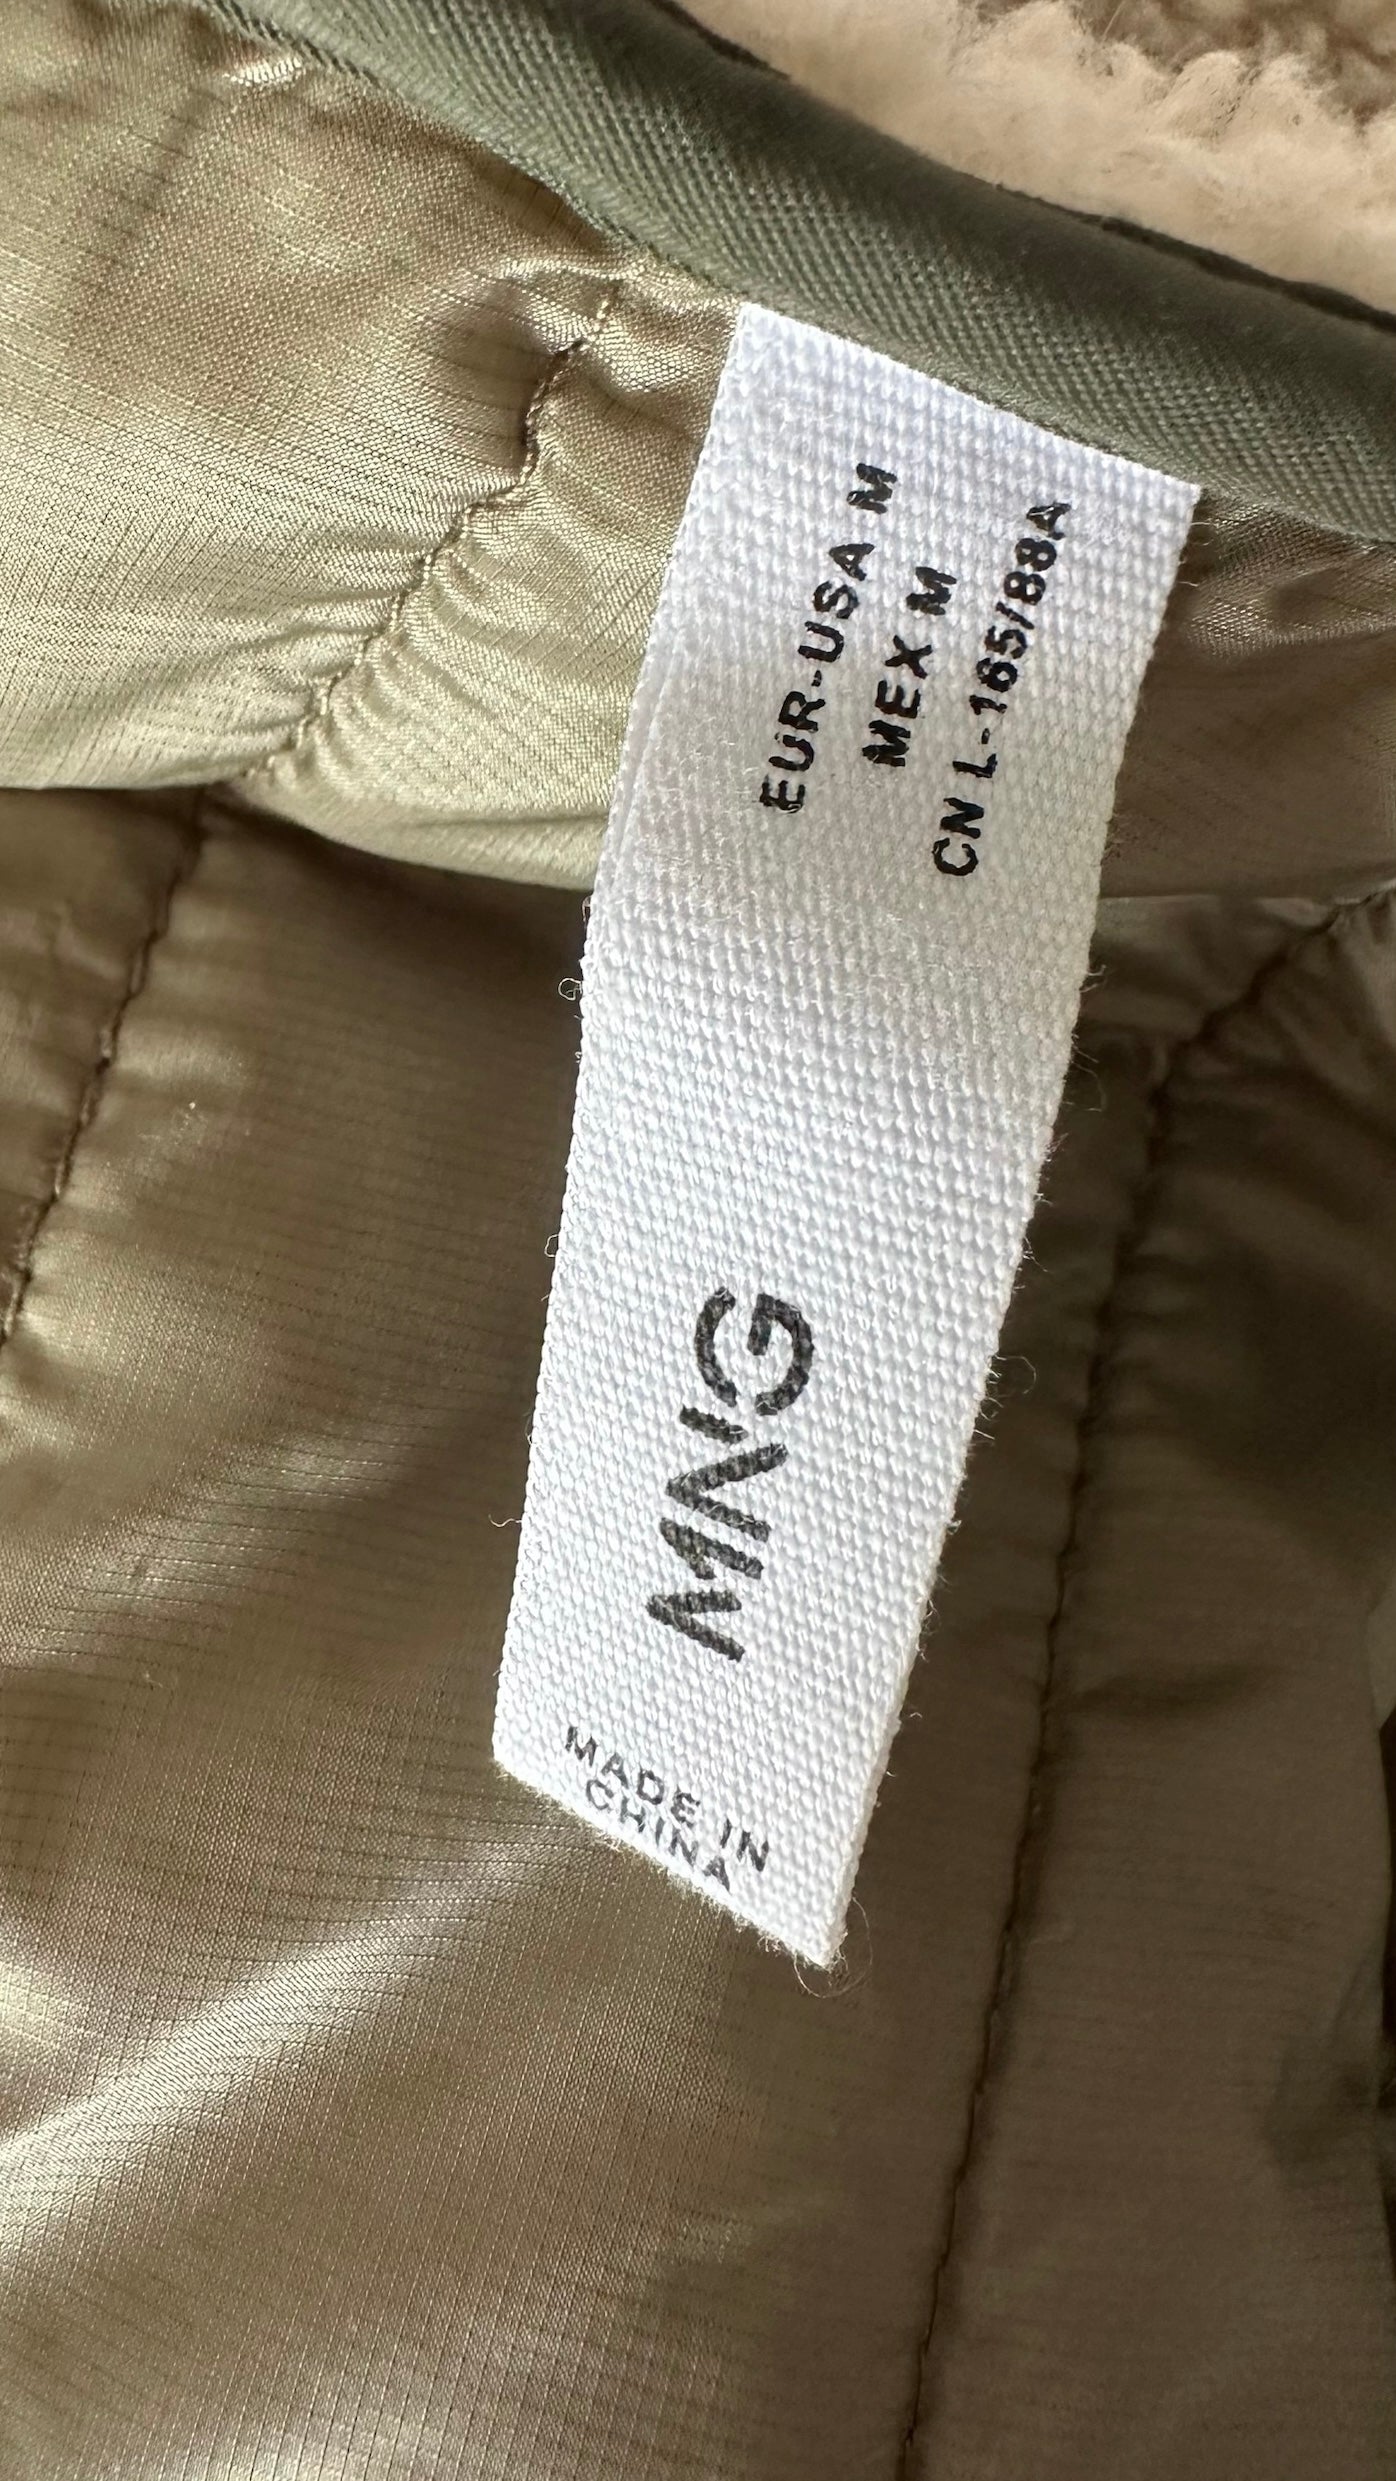 EUR-USA M
MEX M
CN L-165/88A
MNG
MADE IN
CHINA